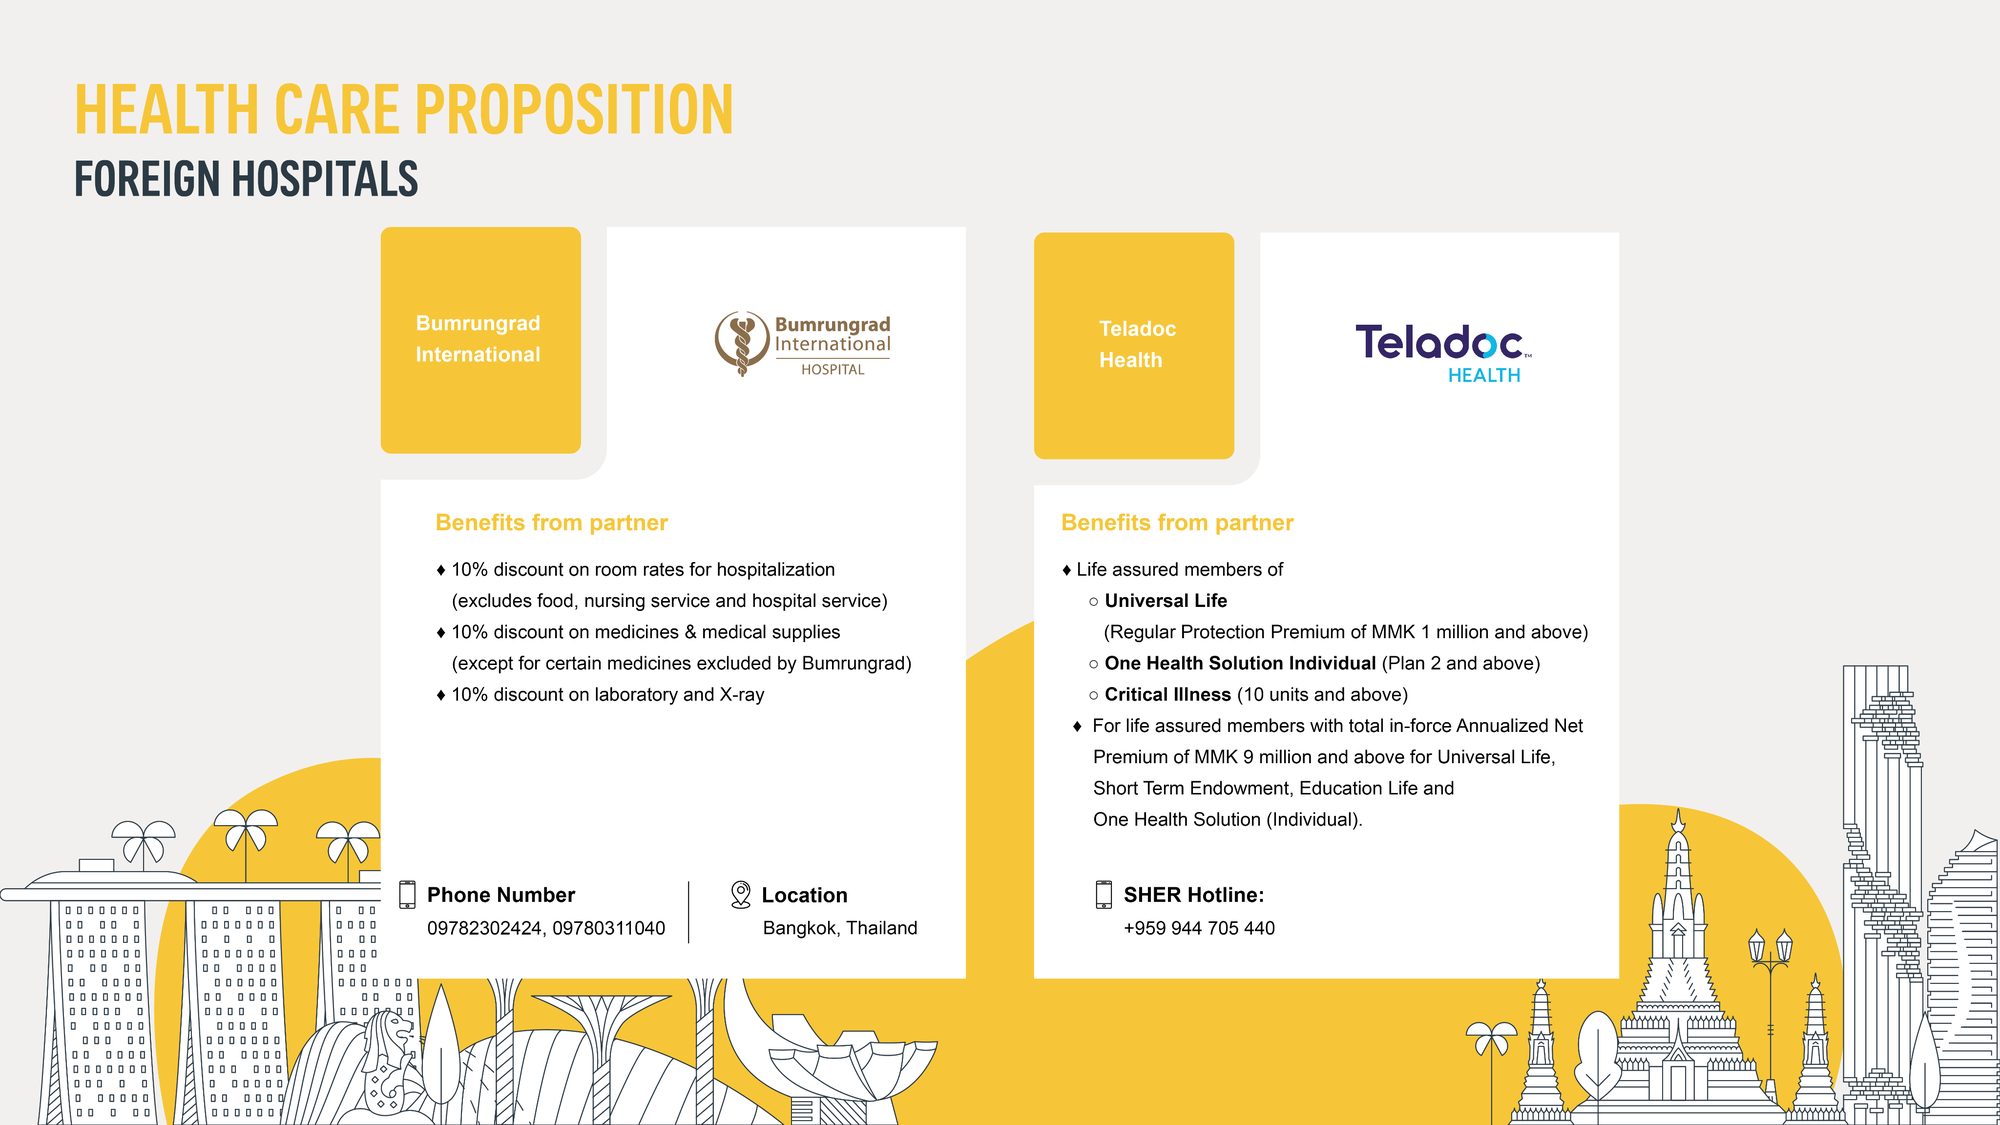 HEALTH CARE PROPOSITION
FOREIGN HOSPITALS
Bumrungrad
International
Bumrungrad
International
HOSPITAL
Benefits from partner
♦ 10% discount on room rates for hospitalization
(excludes food, nursing service and hospital service)
♦ 10% discount on medicines & medical supplies
(except for certain medicines excluded by Bumrungrad)
♦ 10% discount on laboratory and X-ray
Phone Number
09782302424, 09780311040
Location
Bangkok, Thailand
Teladoc
Health
Teladoc™
HEALTH
Benefits from partner
♦ Life assured members of
○ Universal Life
(Regular Protection Premium of MMK 1 million and above)
○ One Health Solution Individual (Plan 2 and above)
○ Critical Illness (10 units and above)
♦ For life assured members with total in-force Annualized Net
Premium of MMK 9 million and above for Universal Life,
Short Term Endowment, Education Life and
One Health Solution (Individual).
SHER Hotline:
+959 944 705 440